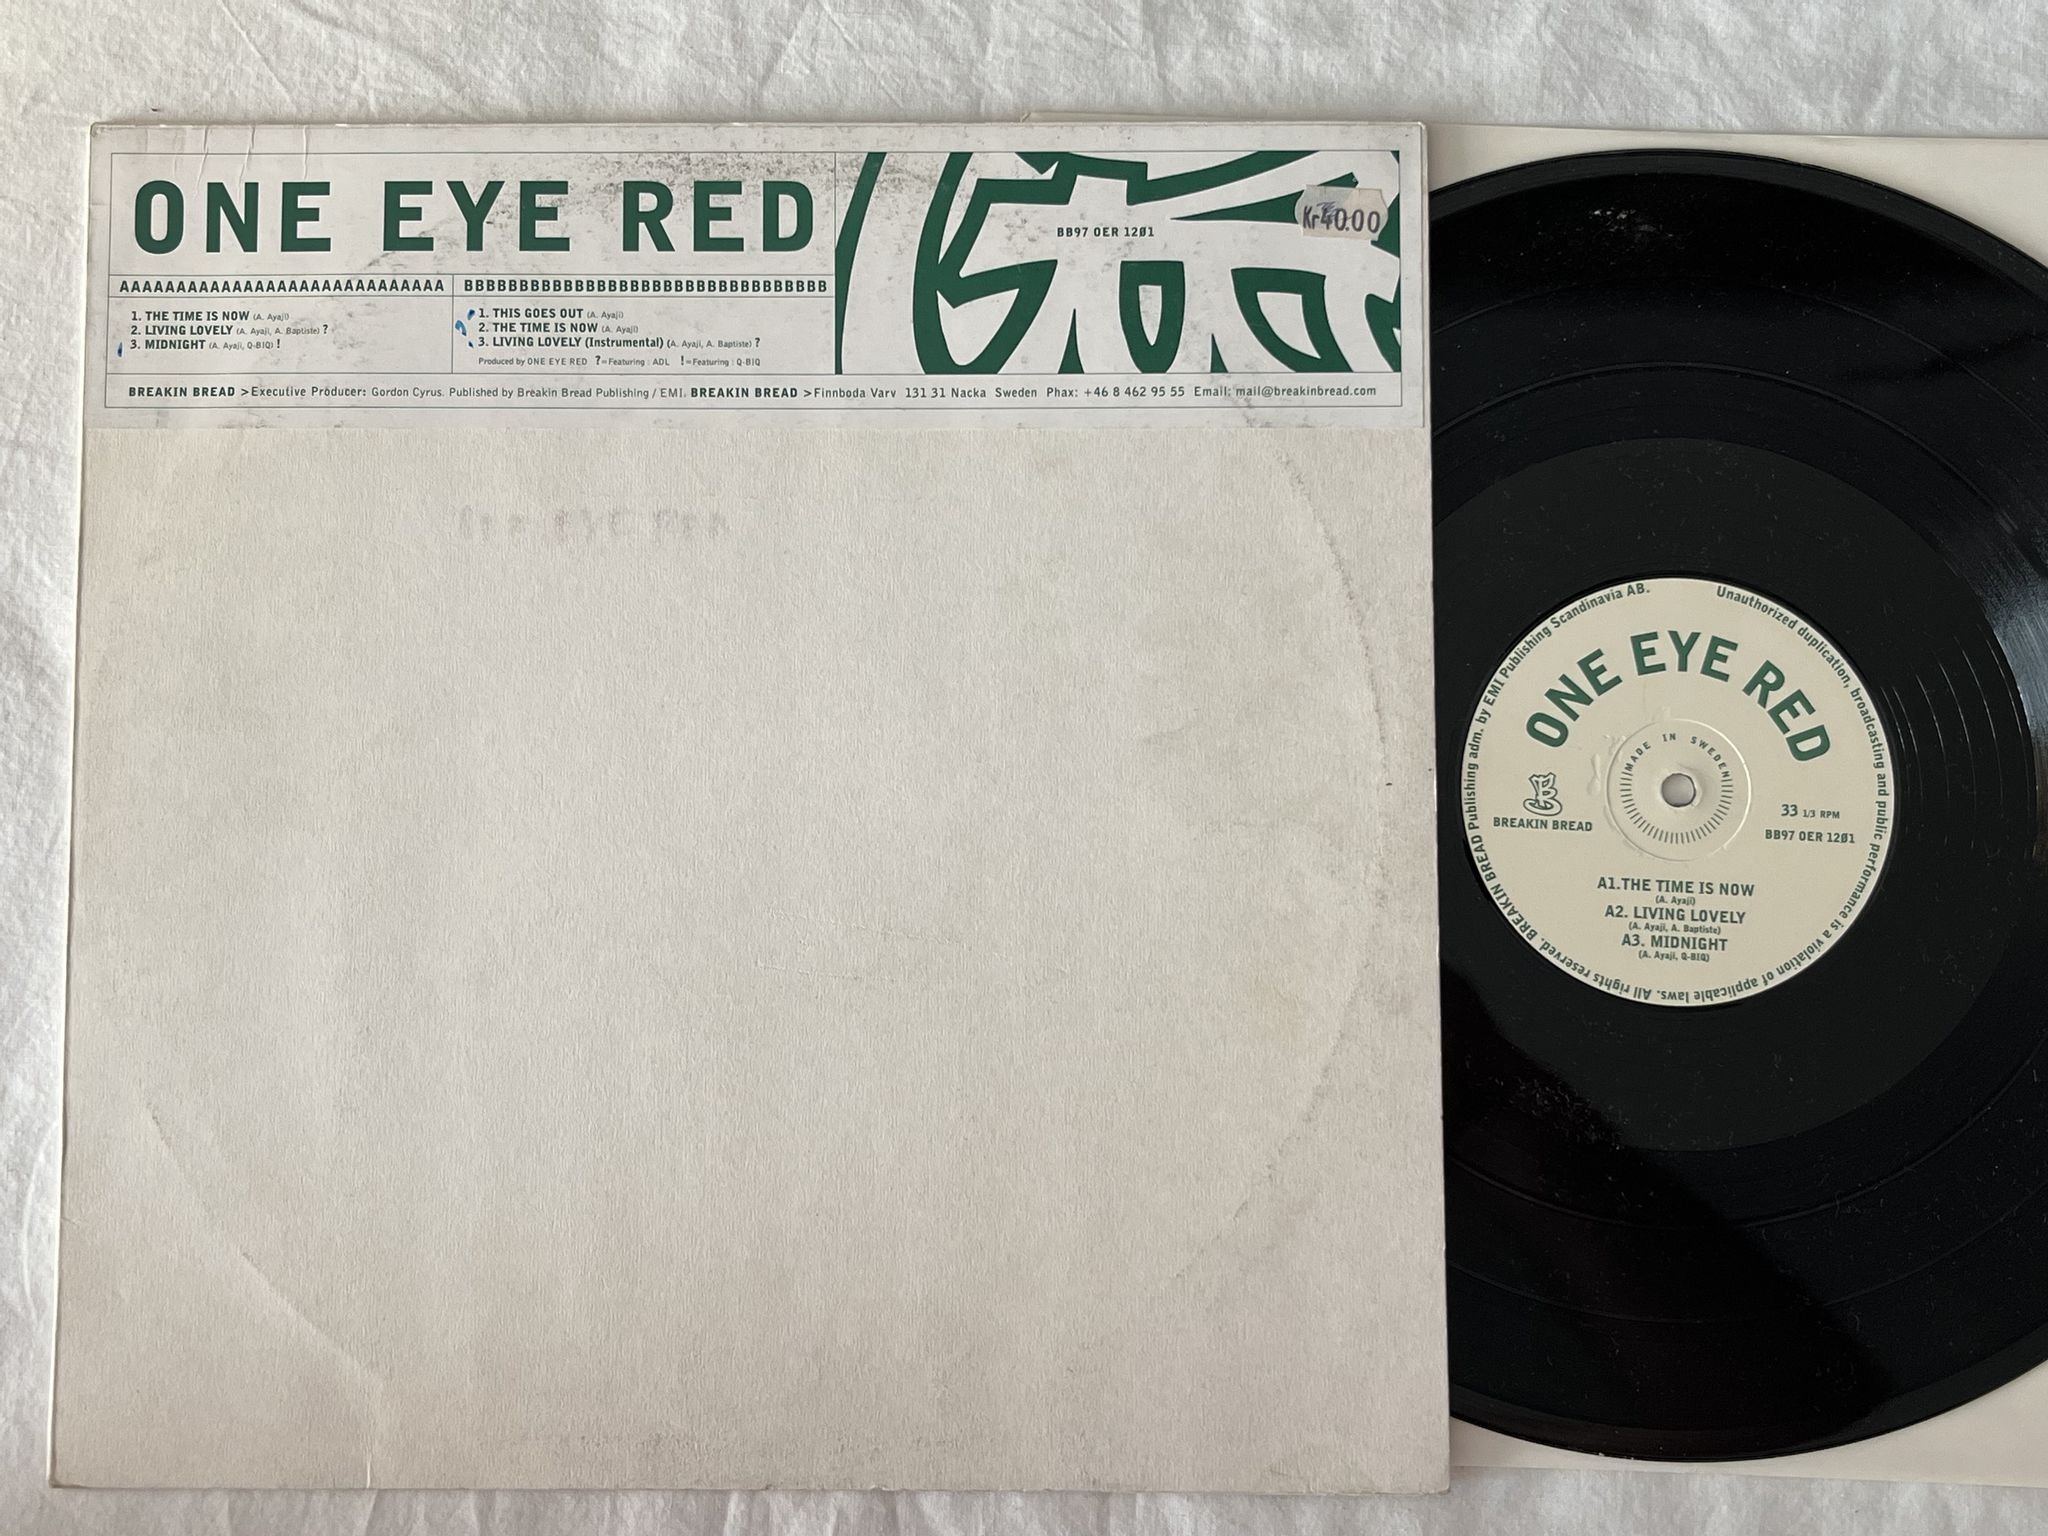 ONE EYE RED
BB97 OER 12Ø1
Kr40.00
AAAAAAAAAAAAAAAAAAAAAAAAAAAAA
1. THE TIME IS NOW (A. Ayaji)
2. LIVING LOVELY (A. Ayaji, A. Baptiste) ?
3. MIDNIGHT (A. Ayaji, Q-BIQ) !
BBBBBBBBBBBBBBBBBBBBBBBBBBBBBBBBB
1. THIS GOES OUT (A. Ayaji)
2. THE TIME IS NOW (A. Ayaji)
3. LIVING LOVELY (Instrumental) (A. Ayaji, A. Baptiste) ?
Produced by ONE EYE RED ?=Featuring : ADL !=Featuring : Q-BIQ
BREAKIN BREAD >Executive Producer: Gordon Cyrus. Published by Breakin Bread Publishing / EMI. BREAKIN BREAD >Finnboda Varv 131 31 Nacka Sweden Phax: +46 8 462 95 55 Email: mail@breakinbread.com
Unauthorized duplication, broadcasting and public performance is a violation of applicable laws. All rights reserved. BREAKIN BREAD Publishing adm. by EMI Publishing Scandinavia AB.
ONE EYE RED
MADE IN SWEDEN
BREAKIN BREAD
33 1/3 RPM
BB97 OER 12Ø1
A1.THE TIME IS NOW
(A. Ayaji)
A2. LIVING LOVELY
(A. Ayaji, A. Baptiste)
A3. MIDNIGHT
(A. Ayaji, Q-BIQ)